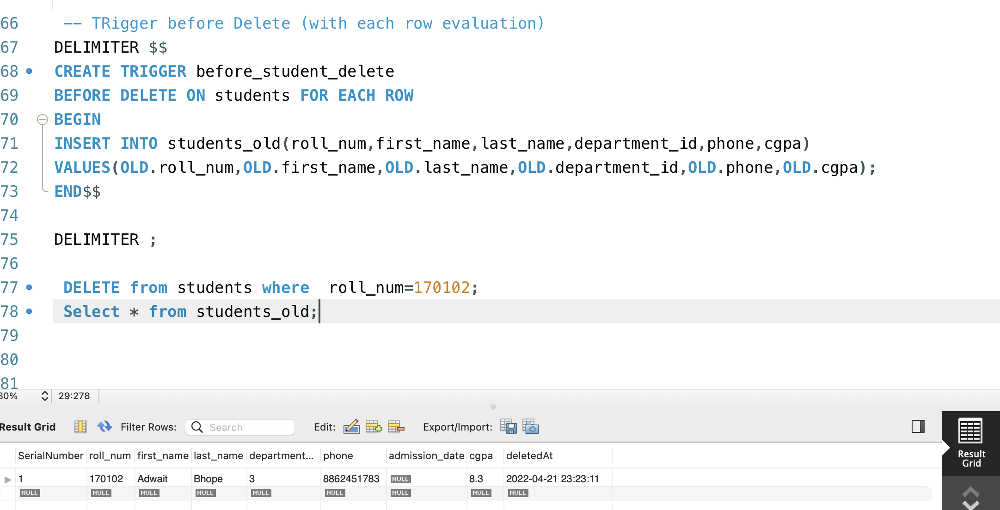 66 -- TRigger before Delete (with each row evaluation)
67 DELIMITER $$
68 CREATE TRIGGER before_student_delete
69 BEFORE DELETE ON students FOR EACH ROW
70 BEGIN
71 INSERT INTO students_old(roll_num,first_name,last_name,department_id,phone,cgpa)
72 VALUES(OLD.roll_num,OLD.first_name,OLD.last_name,OLD.department_id,OLD.phone,OLD.cgpa);
73 END$$
74
75 DELIMITER ;
76
77 DELETE from students where  roll_num=170102;
78 Select * from students_old;
79
80
81
30% 29:278
Result Grid Filter Rows: Search Edit: Export/Import:
SerialNumber roll_num first_name last_name department... phone admission_date cgpa deletedAt
1 170102 Adwait Bhope 3 8862451783 NULL 8.3 2022-04-21 23:23:11
NULL NULL NULL NULL NULL NULL NULL NULL NULL
Result
Grid